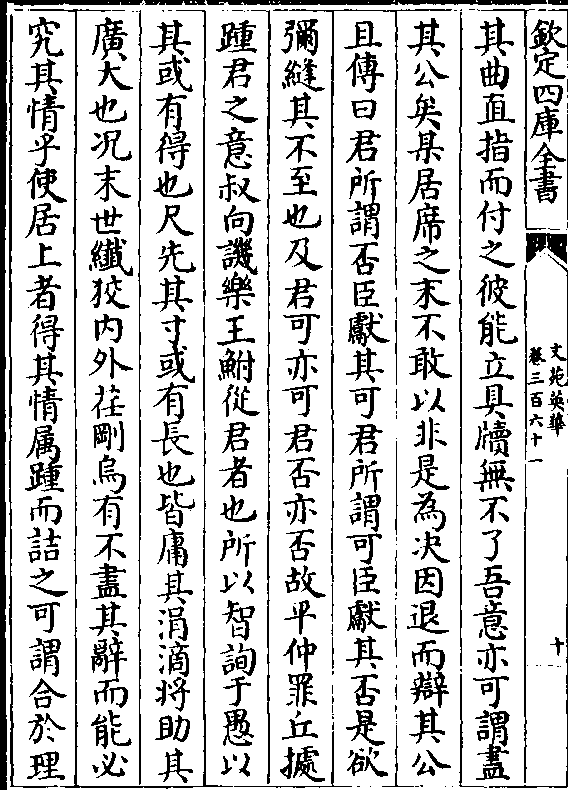 欽定四庫全書
文苑英華
卷三百六十一
十
其曲直指而付之彼能立具牘無不了吾意亦可謂盡
其公矣某居席之末不敢以非是為决因退而辯其公
且傳曰君所謂否臣獻其可君所謂可臣獻其否是欲
彌縫其不至也及君可亦可君否亦否故平仲罪丘據
踵君之意叔向譏樂王鮒從君者也所以智詢于愚以
其或有得也尺先其寸或有長也皆庸其涓滴將助其
廣大也况末世纎狡内外荏剛烏有不盡其辭而能必
究其情乎使居上者得其情属踵而詰之可謂合於理